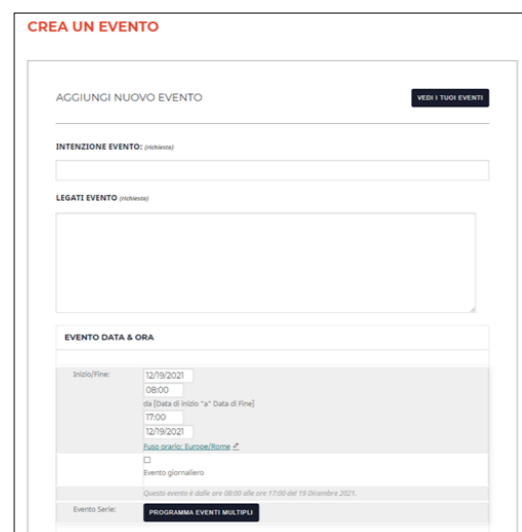 CREA UN EVENTO
AGGIUNGI NUOVO EVENTO
VEDI I TUOI EVENTI
INTENZIONE EVENTO: (richiesta)
LEGATI EVENTO (richiesta)
EVENTO DATA & ORA
Inizio/Fine:
12/19/2021
08:00
da [Data di inizio "a" Data di Fine]
17:00
12/19/2021
Fuso orario: Europe/Rome
Evento giornaliero
Questo evento è dalle ore 08:00 alle ore 17:00 del 19 Dicembre 2021.
Evento Serie:
PROGRAMMA EVENTI MULTIPLI